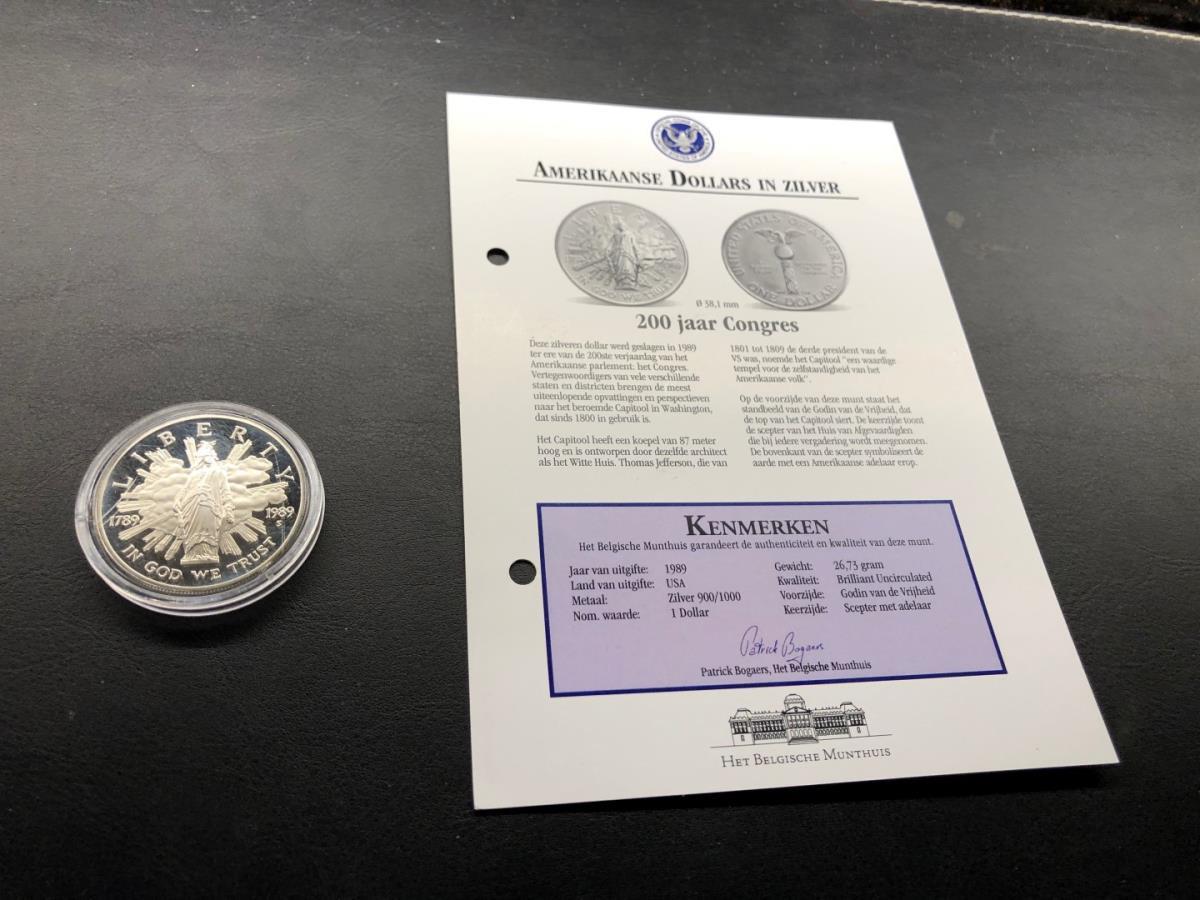 LIBERTY
1789 1989
S
IN GOD WE TRUST
AMERIKAANSE DOLLARS IN ZILVER
LIBERTY
IN GOD WE TRUST
UNITED STATES OF AMERICA
ONE DOLLAR
Ø 38,1 mm
200 jaar Congres
Deze zilveren dollar werd geslagen in 1989
ter ere van de 200ste verjaardag van het
Amerikaanse parlement: het Congres.
Vertegenwoordigers van vele verschillende
staten en districten brengen de meest
uiteenlopende opvattingen en perspectieven
naar het beroemde Capitool in Washington,
dat sinds 1800 in gebruik is.
Het Capitool heeft een koepel van 87 meter
hoog en is ontworpen door dezelfde architect
als het Witte Huis. Thomas Jefferson, die van
1801 tot 1809 de derde president van de
VS was, noemde het Capitool "een waardige
tempel voor de zelfstandigheid van het
Amerikaanse volk".
Op de voorzijde van deze munt staat het
standbeeld van de Godin van de Vrijheid, dat
de top van het Capitool siert. De keerzijde toont
de scepter van het Huis van Afgevaardigden
die bij iedere vergadering wordt meegenomen.
De bovenkant van de scepter symboliseert de
aarde met een Amerikaanse adelaar erop.
KENMERKEN
Het Belgische Munthuis garandeert de authenticiteit en kwaliteit van deze munt.
Jaar van uitgifte: 1989
Land van uitgifte: USA
Metaal: Zilver 900/1000
Nom. waarde: 1 Dollar
Gewicht: 26,73 gram
Kwaliteit: Brilliant Uncirculated
Voorzijde: Godin van de Vrijheid
Keerzijde: Scepter met adelaar
Patrick Bogaers
Patrick Bogaers, Het Belgische Munthuis
HET BELGISCHE MUNTHUIS